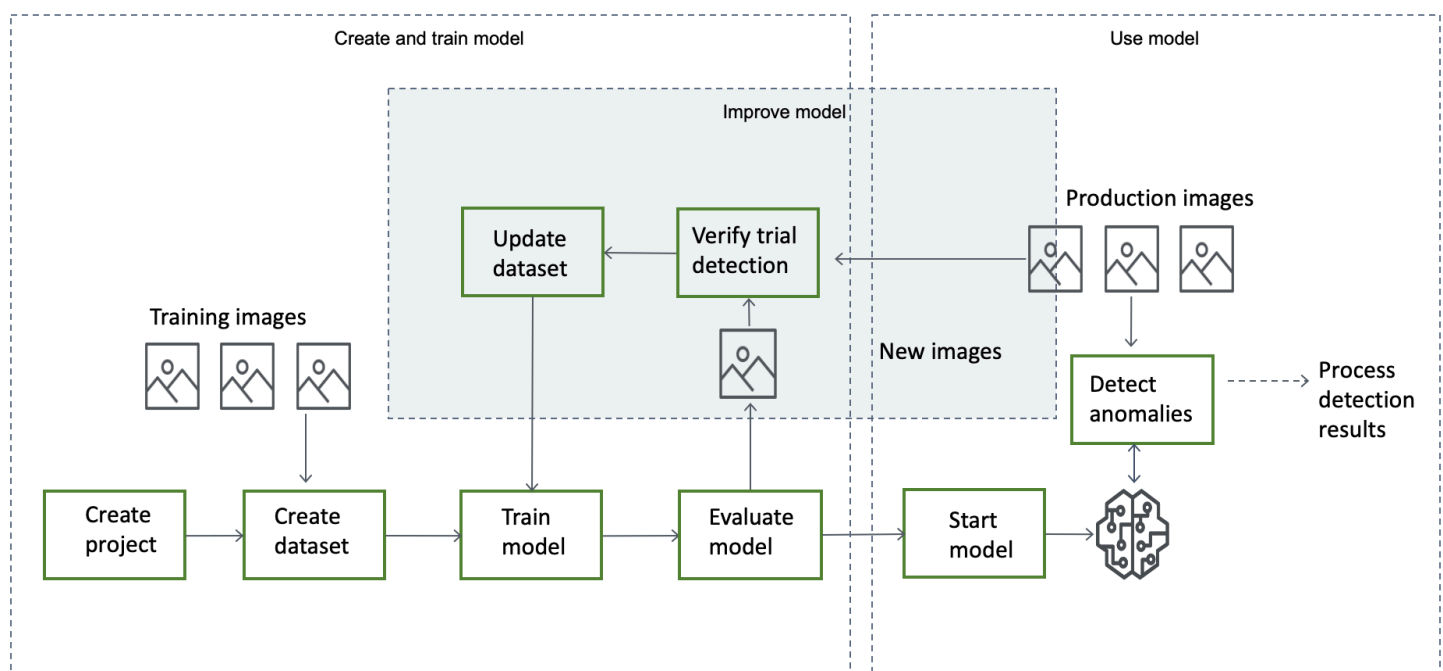 Create and train model
Use model
Improve model
Production images
Update
dataset
Verify trial
detection
Training images
New images
Detect
anomalies
Process
detection
results
Create
project
Create
dataset
Train
model
Evaluate
model
Start
model